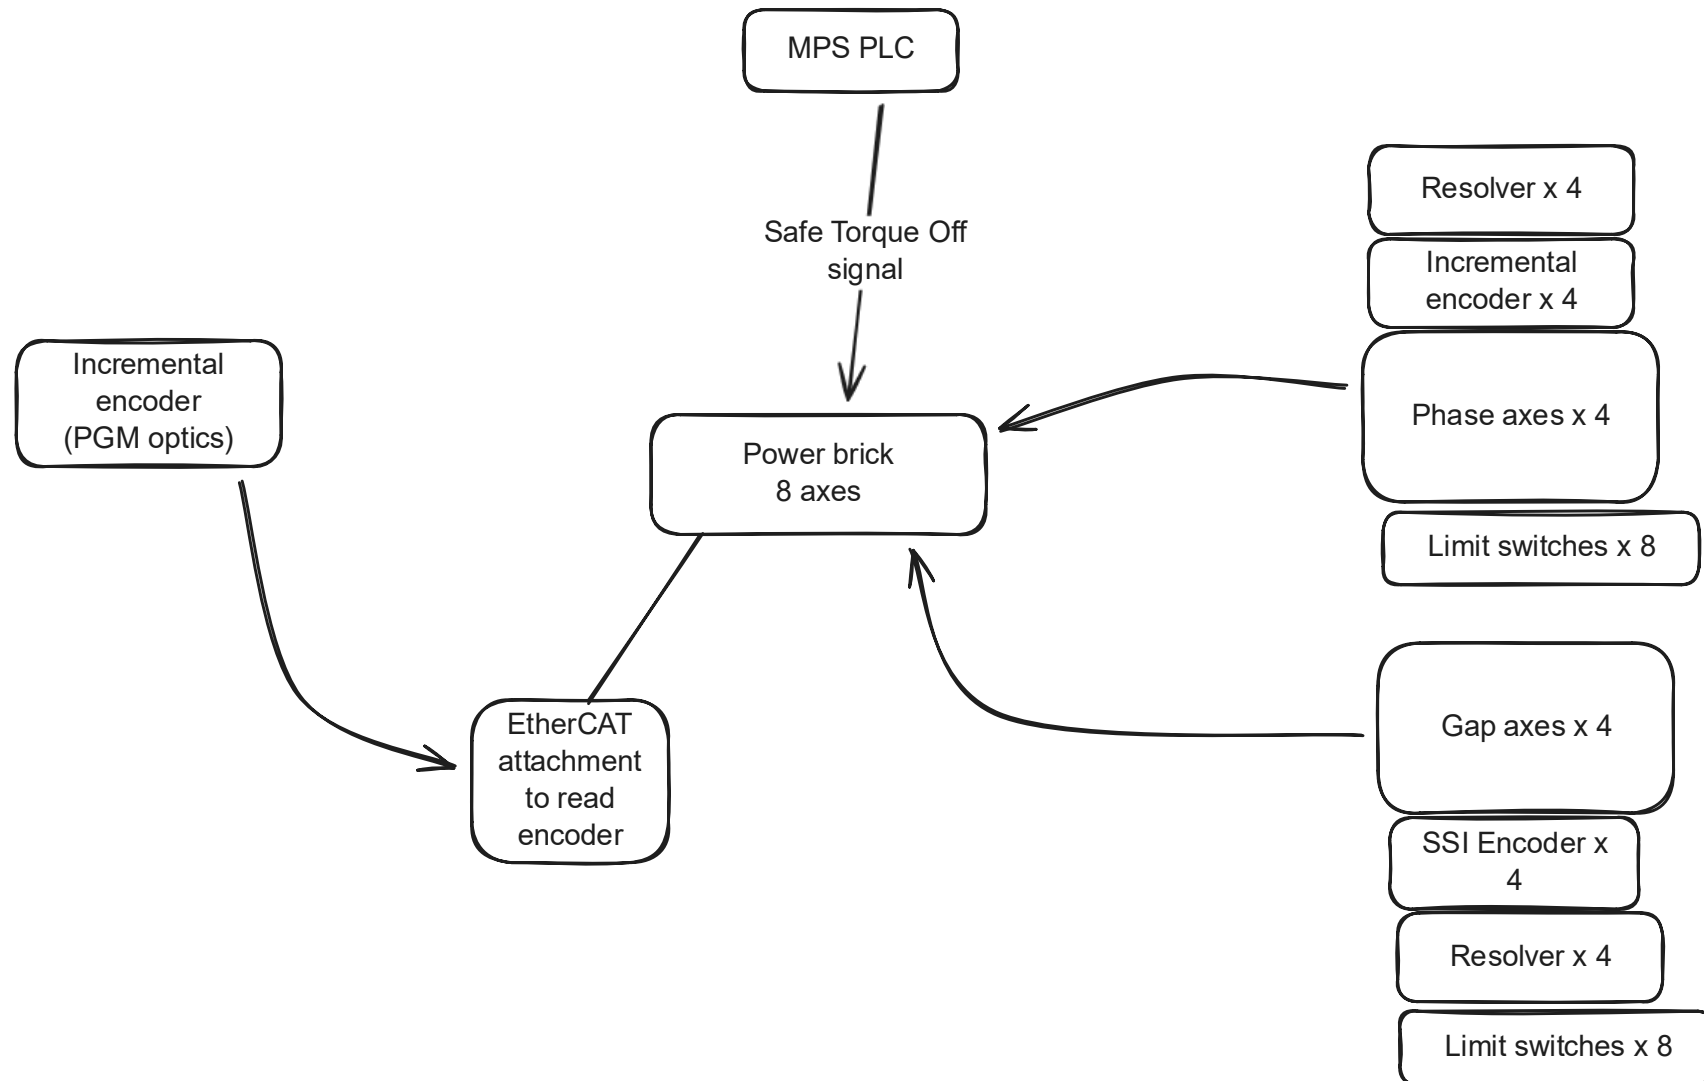 MPS PLC
Safe Torque Off
signal
Resolver x 4
Incremental
encoder x 4
Phase axes x 4
Limit switches x 8
Incremental
encoder
(PGM optics)
Power brick
8 axes
EtherCAT
attachment
to read
encoder
Gap axes x 4
SSI Encoder x
4
Resolver x 4
Limit switches x 8